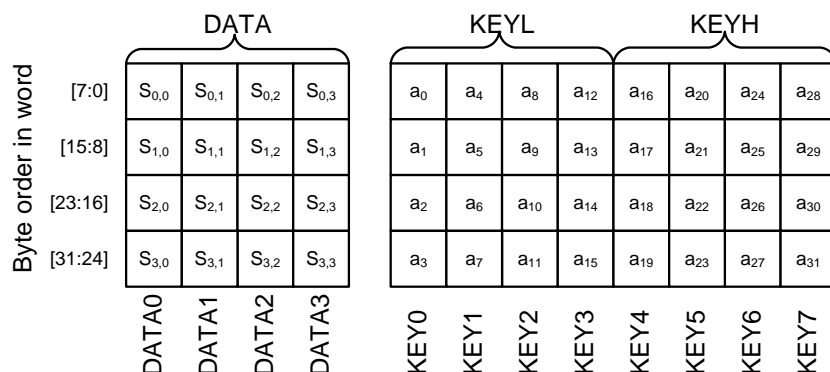 DATA KEYL KEYH
Byte order in word
[7:0] S0,0 S0,1 S0,2 S0,3 a0 a4 a8 a12 a16 a20 a24 a28
[15:8] S1,0 S1,1 S1,2 S1,3 a1 a5 a9 a13 a17 a21 a25 a29
[23:16] S2,0 S2,1 S2,2 S2,3 a2 a6 a10 a14 a18 a22 a26 a30
[31:24] S3,0 S3,1 S3,2 S3,3 a3 a7 a11 a15 a19 a23 a27 a31
DATA0 DATA1 DATA2 DATA3 KEY0 KEY1 KEY2 KEY3 KEY4 KEY5 KEY6 KEY7